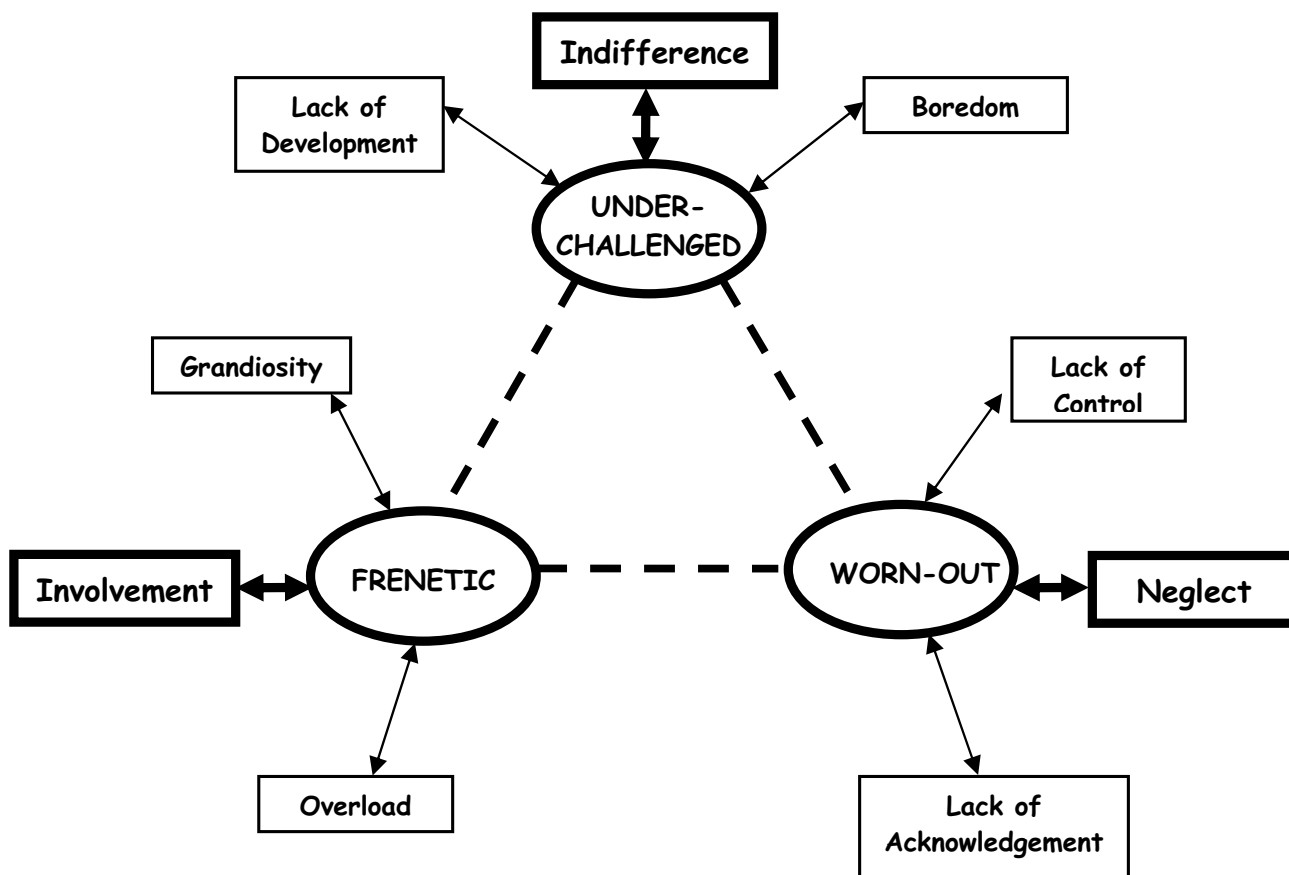 Indifference
Lack of
Development
Boredom
UNDER-
CHALLENGED
Grandiosity
Lack of
Control
FRENETIC
WORN-OUT
Involvement
Neglect
Overload
Lack of
Acknowledgement